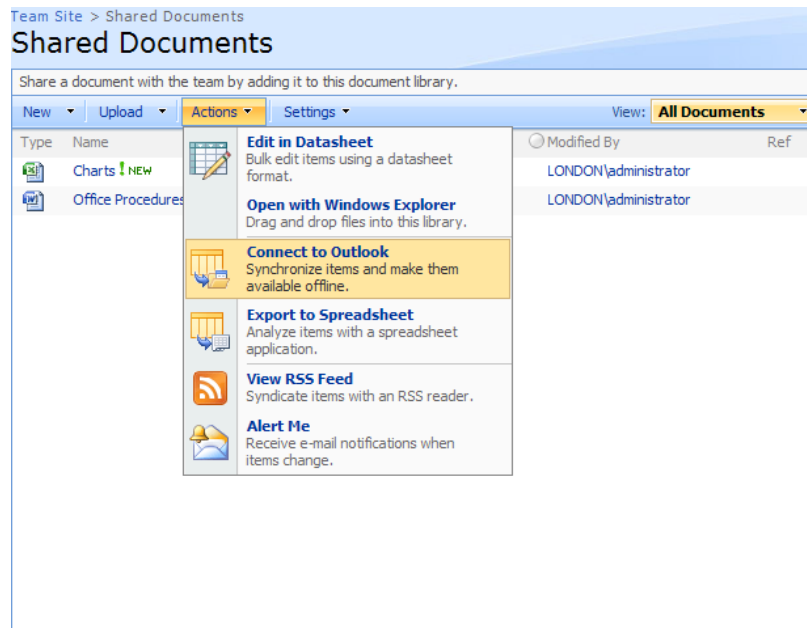 Team Site > Shared Documents
Shared Documents
Share a document with the team by adding it to this document library.
New Upload Actions Settings View: All Documents
Type Name Modified By Ref
Charts ! NEW LONDON\administrator
Office Procedures LONDON\administrator
Edit in Datasheet
Bulk edit items using a datasheet
format.
Open with Windows Explorer
Drag and drop files into this library.
Connect to Outlook
Synchronize items and make them
available offline.
Export to Spreadsheet
Analyze items with a spreadsheet
application.
View RSS Feed
Syndicate items with an RSS reader.
Alert Me
Receive e-mail notifications when
items change.